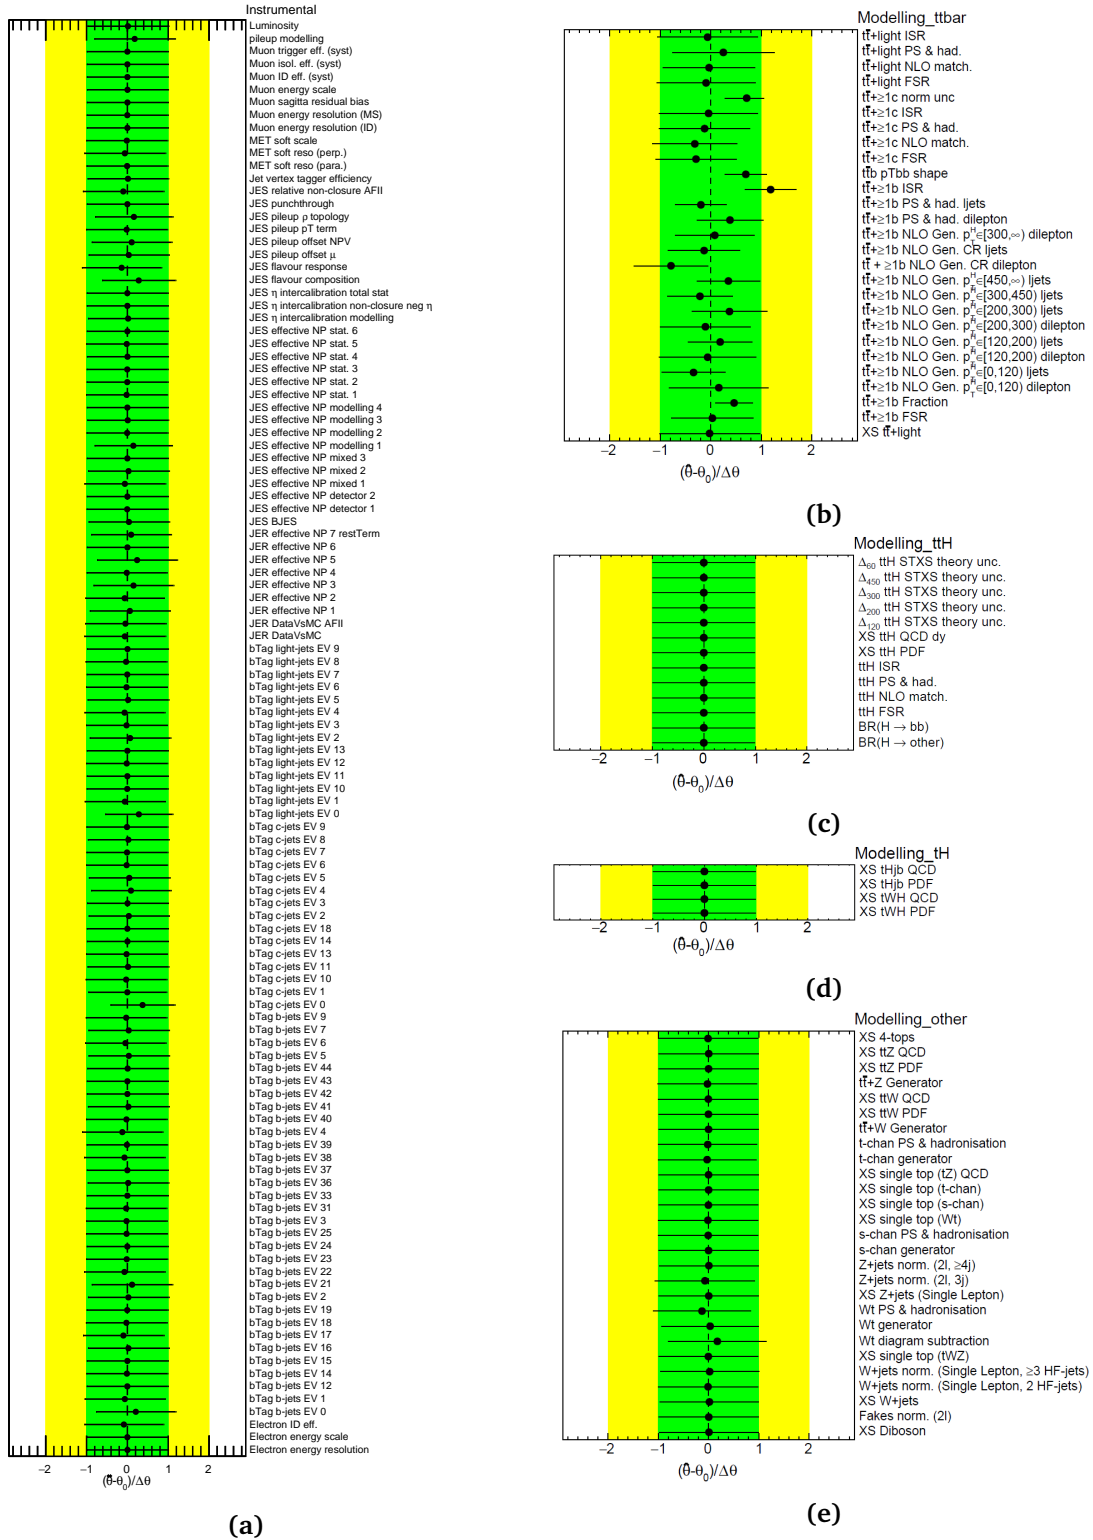 Instrumental
Luminosity
pileup modelling
Muon trigger eff. (syst)
Muon isol. eff. (syst)
Muon ID eff. (syst)
Muon energy scale
Muon sagitta residual bias
Muon energy resolution (MS)
Muon energy resolution (ID)
MET soft scale
MET soft reso (perp.)
MET soft reso (para.)
Jet vertex tagger efficiency
JES relative non-closure AFII
JES punchthrough
JES pileup ρ topology
JES pileup pT term
JES pileup offset NPV
JES pileup offset μ
JES flavour response
JES flavour composition
JES η intercalibration total stat
JES η intercalibration non-closure neg η
JES η intercalibration modelling
JES effective NP stat. 6
JES effective NP stat. 5
JES effective NP stat. 4
JES effective NP stat. 3
JES effective NP stat. 2
JES effective NP stat. 1
JES effective NP modelling 4
JES effective NP modelling 3
JES effective NP modelling 2
JES effective NP modelling 1
JES effective NP mixed 3
JES effective NP mixed 2
JES effective NP mixed 1
JES effective NP detector 2
JES effective NP detector 1
JES BJES
JER effective NP 7 restTerm
JER effective NP 6
JER effective NP 5
JER effective NP 4
JER effective NP 3
JER effective NP 2
JER effective NP 1
JER DataVsMC AFII
JER DataVsMC
bTag light-jets EV 9
bTag light-jets EV 8
bTag light-jets EV 7
bTag light-jets EV 6
bTag light-jets EV 5
bTag light-jets EV 4
bTag light-jets EV 3
bTag light-jets EV 2
bTag light-jets EV 13
bTag light-jets EV 12
bTag light-jets EV 11
bTag light-jets EV 10
bTag light-jets EV 1
bTag light-jets EV 0
bTag c-jets EV 9
bTag c-jets EV 8
bTag c-jets EV 7
bTag c-jets EV 6
bTag c-jets EV 5
bTag c-jets EV 4
bTag c-jets EV 3
bTag c-jets EV 2
bTag c-jets EV 18
bTag c-jets EV 14
bTag c-jets EV 13
bTag c-jets EV 11
bTag c-jets EV 10
bTag c-jets EV 1
bTag c-jets EV 0
bTag b-jets EV 9
bTag b-jets EV 7
bTag b-jets EV 6
bTag b-jets EV 5
bTag b-jets EV 44
bTag b-jets EV 43
bTag b-jets EV 42
bTag b-jets EV 41
bTag b-jets EV 40
bTag b-jets EV 4
bTag b-jets EV 39
bTag b-jets EV 38
bTag b-jets EV 37
bTag b-jets EV 36
bTag b-jets EV 33
bTag b-jets EV 31
bTag b-jets EV 3
bTag b-jets EV 25
bTag b-jets EV 24
bTag b-jets EV 23
bTag b-jets EV 22
bTag b-jets EV 21
bTag b-jets EV 2
bTag b-jets EV 19
bTag b-jets EV 18
bTag b-jets EV 17
bTag b-jets EV 16
bTag b-jets EV 15
bTag b-jets EV 14
bTag b-jets EV 12
bTag b-jets EV 1
bTag b-jets EV 0
Electron ID eff.
Electron energy scale
Electron energy resolution
−2 −1 0 1 2
(θ̂-θ₀)/Δθ
(a)
Modelling_ttbar
tt̄+light ISR
tt̄+light PS & had.
tt̄+light NLO match.
tt̄+light FSR
tt̄+≥1c norm unc
tt̄+≥1c ISR
tt̄+≥1c PS & had.
tt̄+≥1c NLO match.
tt̄+≥1c FSR
tt̄b pTbb shape
tt̄+≥1b ISR
tt̄+≥1b PS & had. ljets
tt̄+≥1b PS & had. dilepton
tt̄+≥1b NLO Gen. p_T^H∈[300,∞) dilepton
tt̄+≥1b NLO Gen. CR ljets
tt̄ + ≥1b NLO Gen. CR dilepton
tt̄+≥1b NLO Gen. p_T^H∈[450,∞) ljets
tt̄+≥1b NLO Gen. p_T^H∈[300,450) ljets
tt̄+≥1b NLO Gen. p_T^H∈[200,300) ljets
tt̄+≥1b NLO Gen. p_T^H∈[200,300) dilepton
tt̄+≥1b NLO Gen. p_T^H∈[120,200) ljets
tt̄+≥1b NLO Gen. p_T^H∈[120,200) dilepton
tt̄+≥1b NLO Gen. p_T^H∈[0,120) ljets
tt̄+≥1b NLO Gen. p_T^H∈[0,120) dilepton
tt̄+≥1b Fraction
tt̄+≥1b FSR
XS tt̄+light
−2 −1 0 1 2
(θ̂-θ₀)/Δθ
(b)
Modelling_ttH
Δ₆₀ ttH STXS theory unc.
Δ₄₅₀ ttH STXS theory unc.
Δ₃₀₀ ttH STXS theory unc.
Δ₂₀₀ ttH STXS theory unc.
Δ₁₂₀ ttH STXS theory unc.
XS ttH QCD dy
XS ttH PDF
ttH ISR
ttH PS & had.
ttH NLO match.
ttH FSR
BR(H → bb)
BR(H → other)
−2 −1 0 1 2
(θ̂-θ₀)/Δθ
(c)
Modelling_tH
XS tHjb QCD
XS tHjb PDF
XS tWH QCD
XS tWH PDF
−2 −1 0 1 2
(θ̂-θ₀)/Δθ
(d)
Modelling_other
XS 4-tops
XS ttZ QCD
XS ttZ PDF
tt̄+Z Generator
XS ttW QCD
XS ttW PDF
tt̄+W Generator
t-chan PS & hadronisation
t-chan generator
XS single top (tZ) QCD
XS single top (t-chan)
XS single top (s-chan)
XS single top (Wt)
s-chan PS & hadronisation
s-chan generator
Z+jets norm. (2l, ≥4j)
Z+jets norm. (2l, 3j)
XS Z+jets (Single Lepton)
Wt PS & hadronisation
Wt generator
Wt diagram subtraction
XS single top (tWZ)
W+jets norm. (Single Lepton, ≥3 HF-jets)
W+jets norm. (Single Lepton, 2 HF-jets)
XS W+jets
Fakes norm. (2l)
XS Diboson
−2 −1 0 1 2
(θ̂-θ₀)/Δθ
(e)